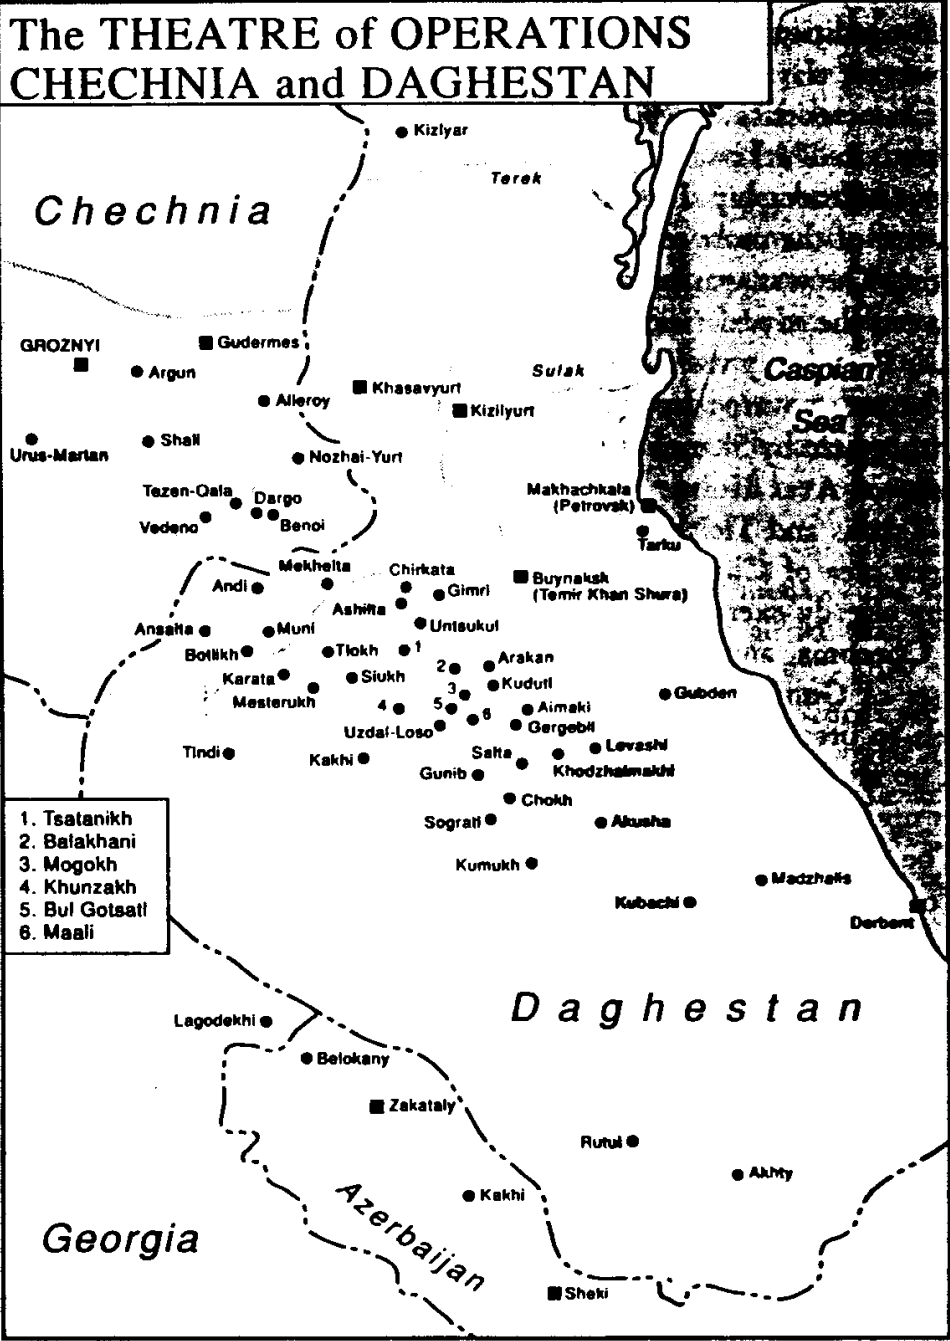 The THEATRE of OPERATIONS
CHECHNIA and DAGHESTAN
Kizlyar
Terek
Chechnia
GROZNYI
Gudermes
Argun
Khasavyurt
Sulak
Caspian
Sea
Alleroy
Kizilyurt
Urus-Martan
Shali
Nozhai-Yurt
Tezen-Qala
Dargo
Vedeno
Benoi
Makhachkala
(Petrovsk)
Tarku
Mekhelta
Chirkata
Andi
Gimri
Buynaksk
(Temir Khan Shura)
Ashilta
Untsukul
Ansalta
Muni
Botlikh
Tlokh
1
2
Arakan
Karata
Siukh
Kudutl
Mesterukh
3
Gubden
4
5
Aimaki
6
Uzdal-Loso
Gergebil
Tindi
Kakhi
Salta
Levashi
Khodzhalmakhi
Gunib
Chokh
Sogratl
Akusha
Kumukh
Madzhalis
Kubachi
Derbent
1. Tsatanikh
2. Balakhani
3. Mogokh
4. Khunzakh
5. Bul Gotsatl
6. Maali
Daghestan
Lagodekhi
Belokany
Zakataly
Rutul
Akhty
Kakhi
Azerbaijan
Georgia
Sheki